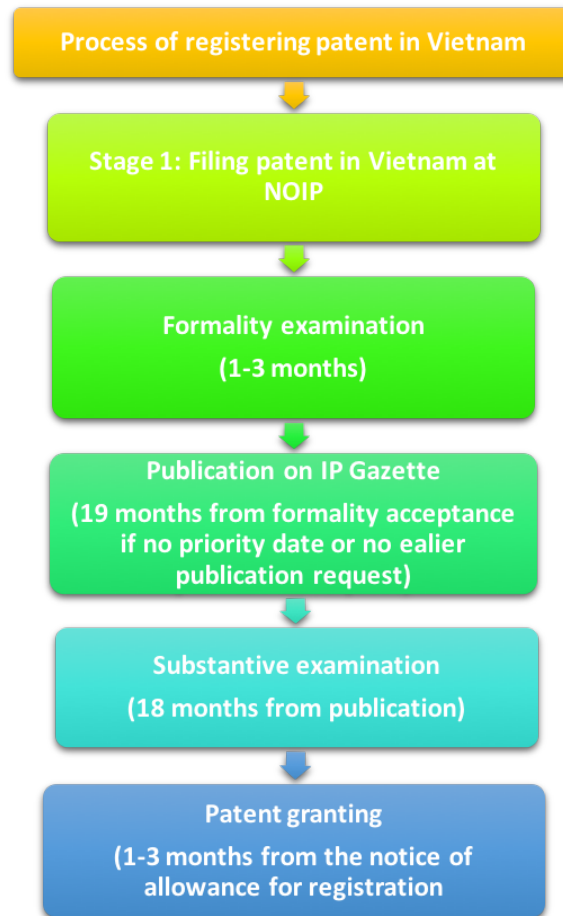 Process of registering patent in Vietnam
Stage 1: Filing patent in Vietnam at
NOIP
Formality examination
(1-3 months)
Publication on IP Gazette
(19 months from formality acceptance
if no priority date or no ealier
publication request)
Substantive examination
(18 months from publication)
Patent granting
(1-3 months from the notice of
allowance for registration